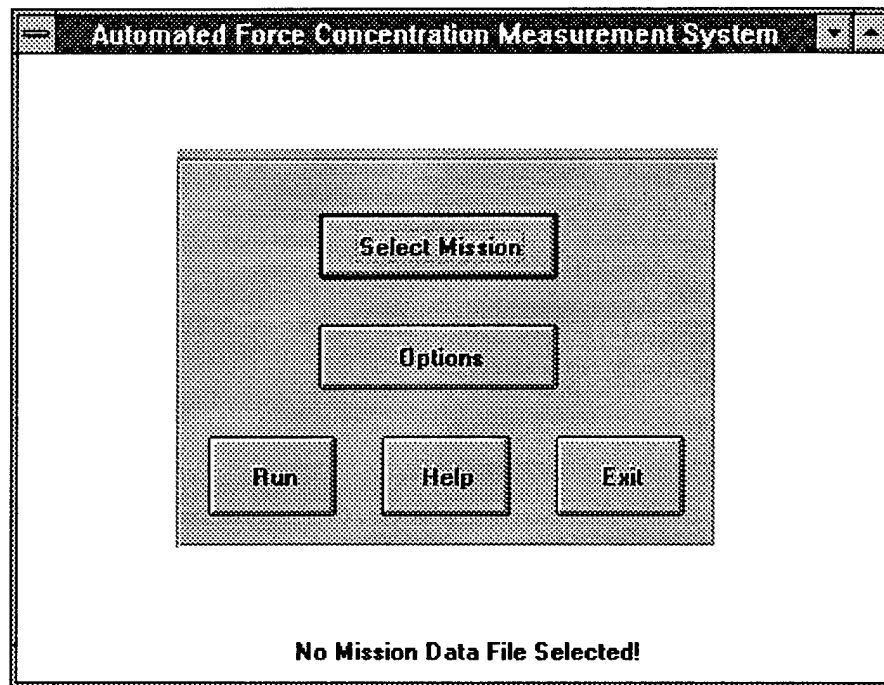 Automated Force Concentration Measurement System
Select Mission
Options
Run Help Exit
No Mission Data File Selected!